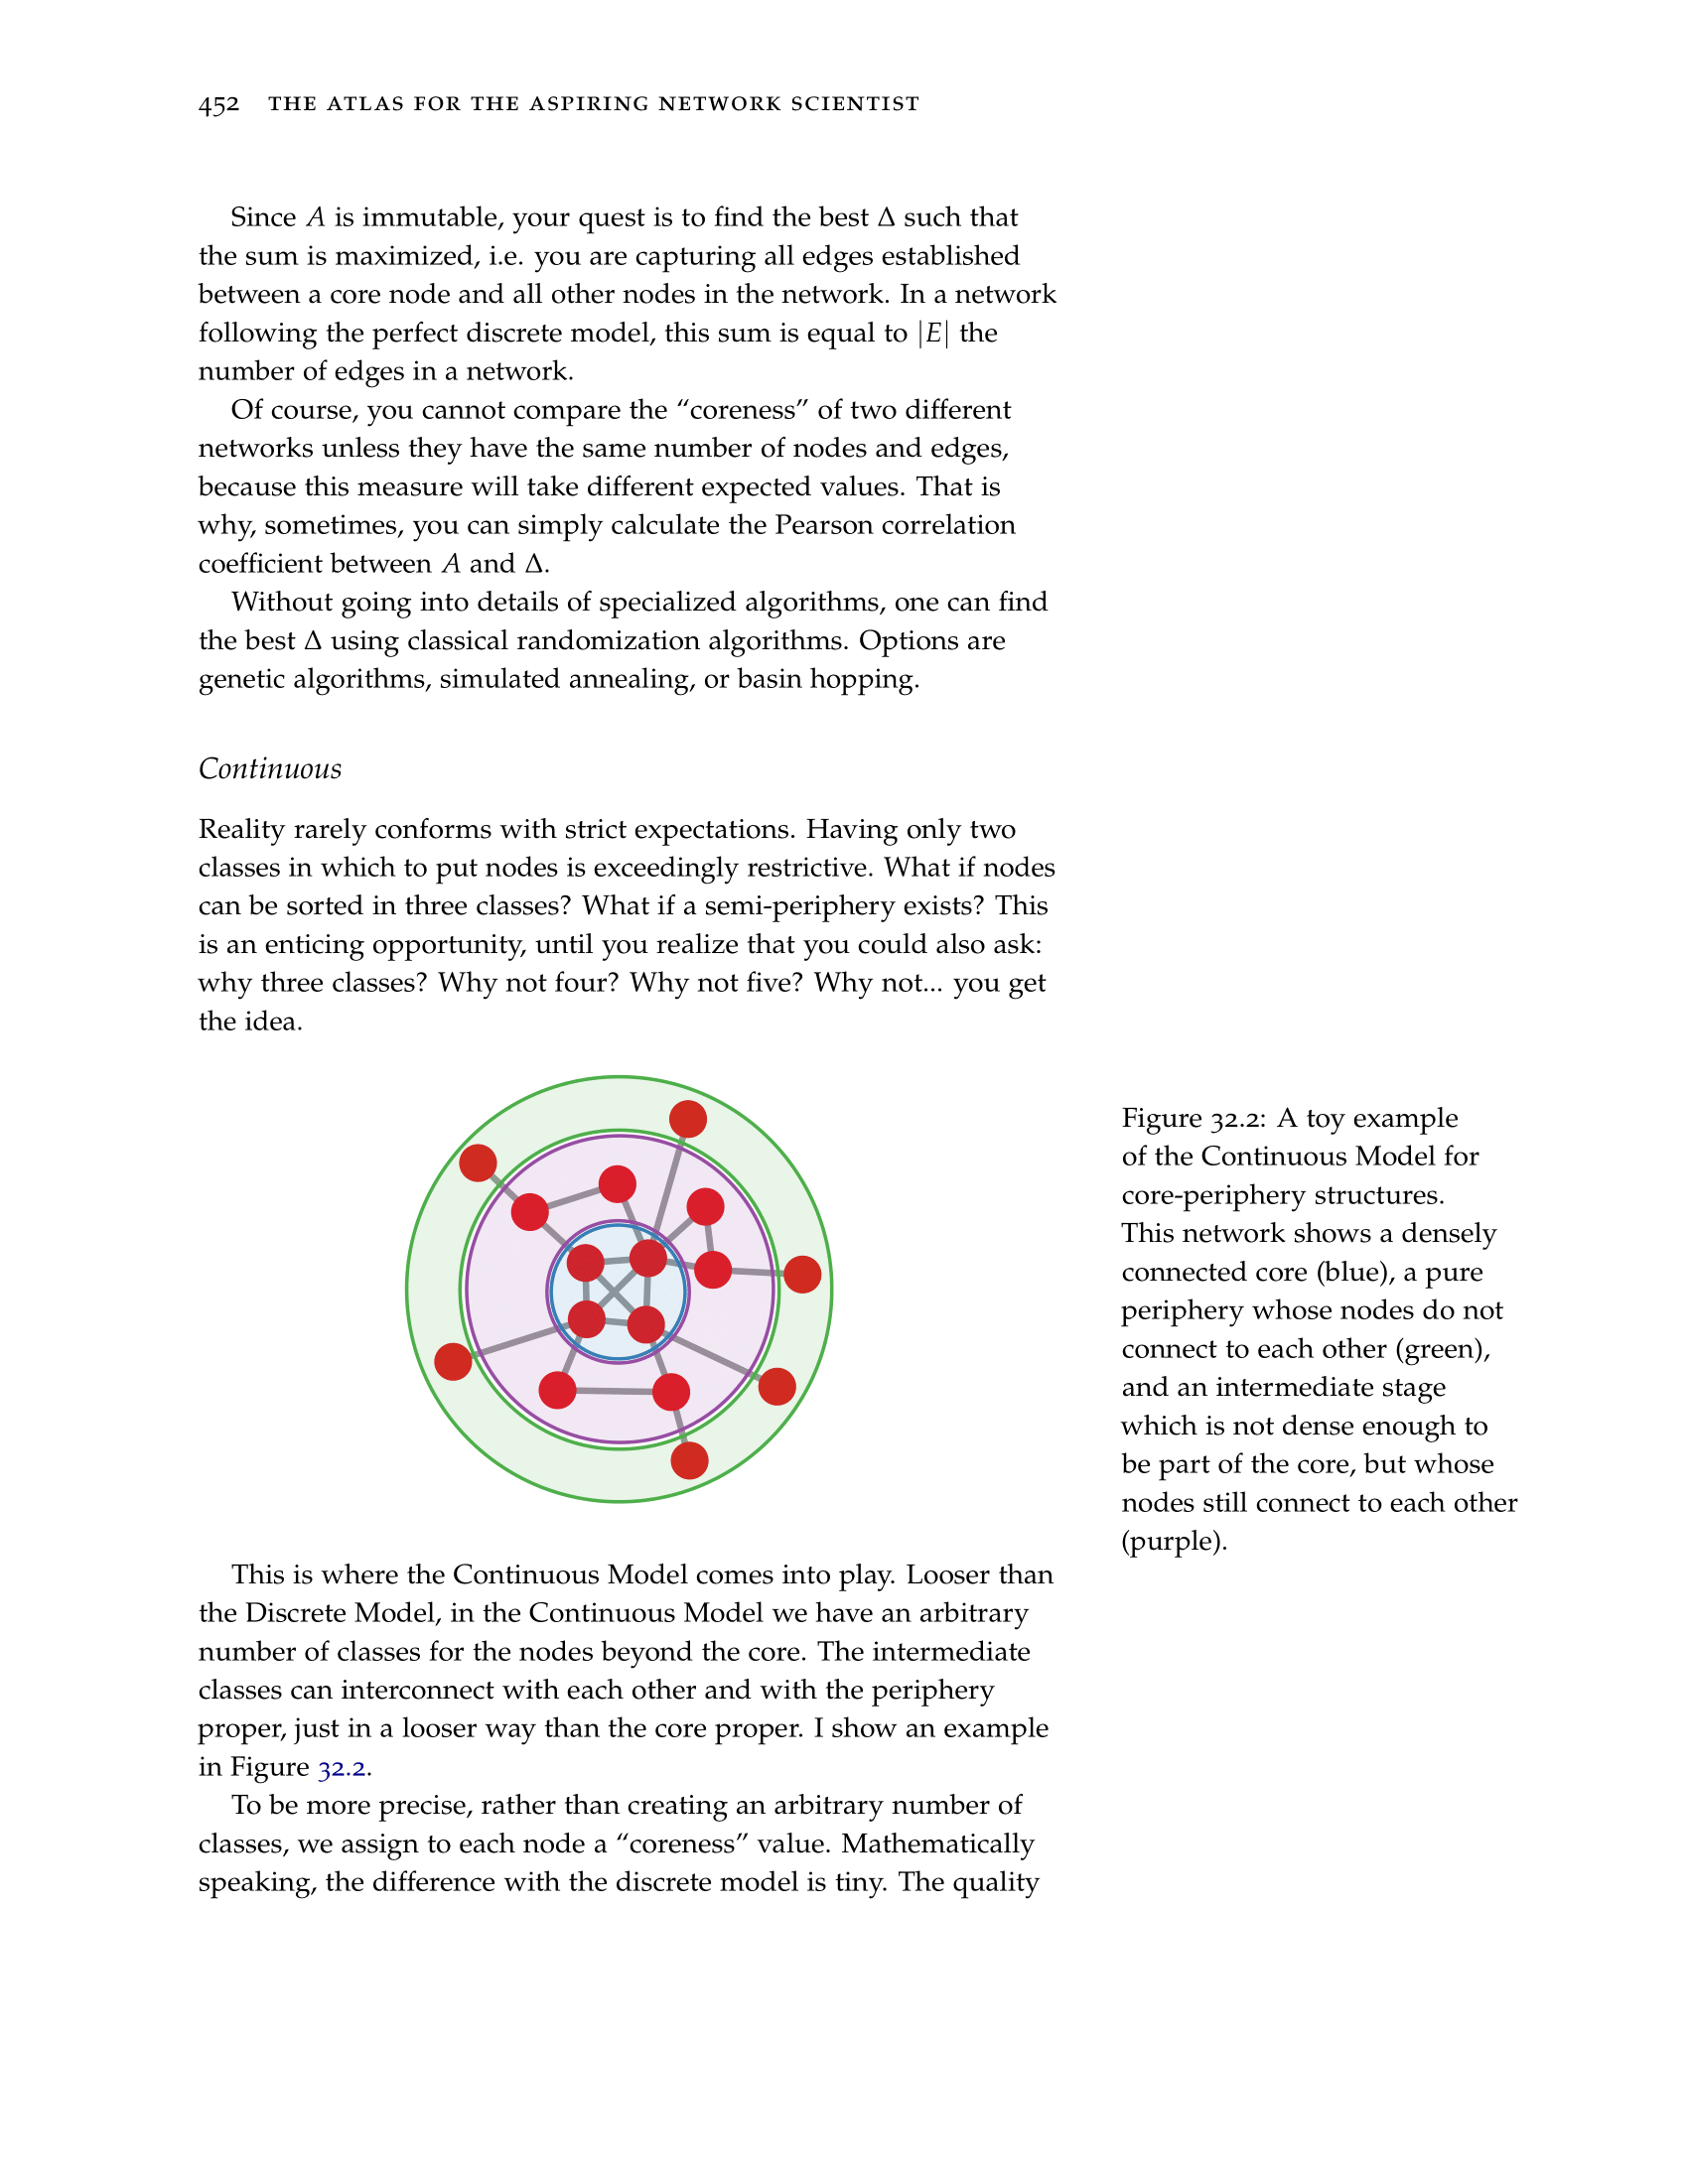 452 THE ATLAS FOR THE ASPIRING NETWORK SCIENTIST
Since A is immutable, your quest is to find the best Δ such that
the sum is maximized, i.e. you are capturing all edges established
between a core node and all other nodes in the network. In a network
following the perfect discrete model, this sum is equal to |E| the
number of edges in a network.
Of course, you cannot compare the “coreness” of two different
networks unless they have the same number of nodes and edges,
because this measure will take different expected values. That is
why, sometimes, you can simply calculate the Pearson correlation
coefficient between A and Δ.
Without going into details of specialized algorithms, one can find
the best Δ using classical randomization algorithms. Options are
genetic algorithms, simulated annealing, or basin hopping.
Continuous
Reality rarely conforms with strict expectations. Having only two
classes in which to put nodes is exceedingly restrictive. What if nodes
can be sorted in three classes? What if a semi-periphery exists? This
is an enticing opportunity, until you realize that you could also ask:
why three classes? Why not four? Why not five? Why not... you get
the idea.
Figure 32.2: A toy example
of the Continuous Model for
core-periphery structures.
This network shows a densely
connected core (blue), a pure
periphery whose nodes do not
connect to each other (green),
and an intermediate stage
which is not dense enough to
be part of the core, but whose
nodes still connect to each other
(purple).
This is where the Continuous Model comes into play. Looser than
the Discrete Model, in the Continuous Model we have an arbitrary
number of classes for the nodes beyond the core. The intermediate
classes can interconnect with each other and with the periphery
proper, just in a looser way than the core proper. I show an example
in Figure 32.2.
To be more precise, rather than creating an arbitrary number of
classes, we assign to each node a “coreness” value. Mathematically
speaking, the difference with the discrete model is tiny. The quality